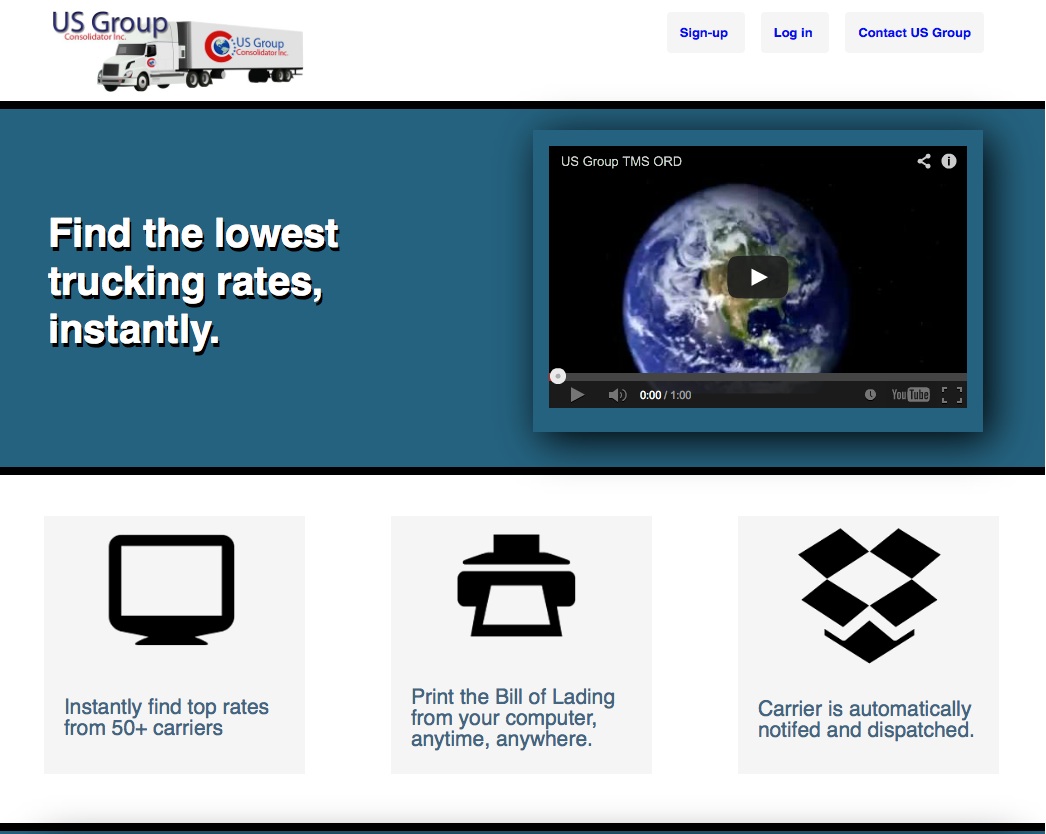 US Group
Consolidator Inc.
US Group
Consolidator Inc.
Sign-up
Log in
Contact US Group
Find the lowest
trucking rates,
instantly.
US Group TMS ORD
0:00 / 1:00
YouTube
Instantly find top rates
from 50+ carriers
Print the Bill of Lading
from your computer,
anytime, anywhere.
Carrier is automatically
notifed and dispatched.